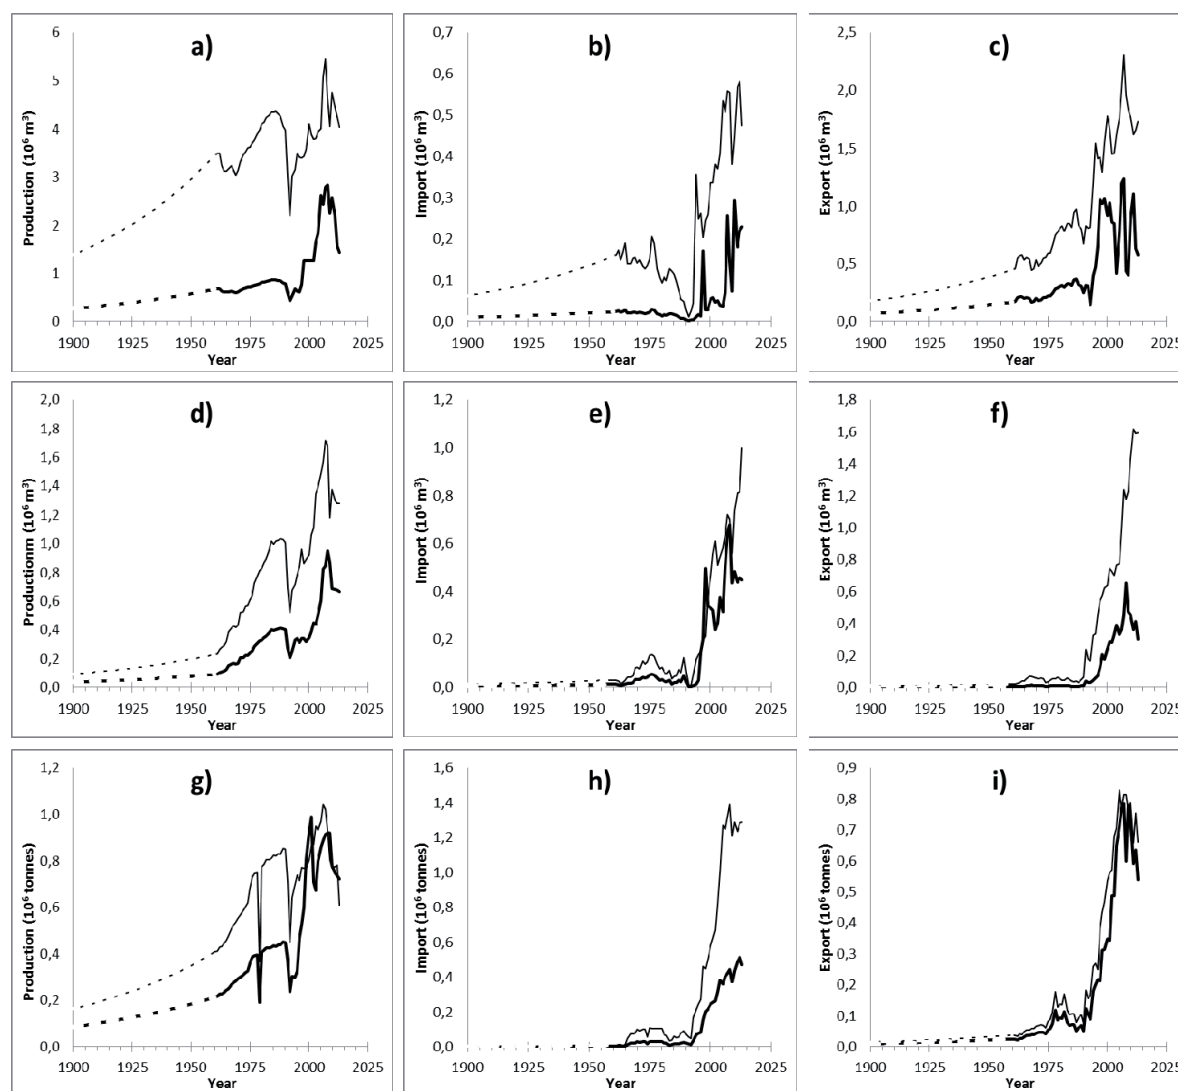 a)
Production (10⁶ m³)
6
5
4
3
2
1
0
1900 1925 1950 1975 2000 2025
Year
b)
Import (10⁶ m³)
0,7
0,6
0,5
0,4
0,3
0,2
0,1
0,0
1900 1925 1950 1975 2000 2025
Year
c)
Export (10⁶ m³)
2,5
2,0
1,5
1,0
0,5
0,0
1900 1925 1950 1975 2000 2025
Year
d)
Productionm (10⁶ m³)
2,0
1,8
1,6
1,4
1,2
1,0
0,8
0,6
0,4
0,2
0,0
1900 1925 1950 1975 2000 2025
Year
e)
Import (10⁶ m³)
1,2
1,0
0,8
0,6
0,4
0,2
0,0
1900 1925 1950 1975 2000 2025
Year
f)
Export (10⁶ m³)
1,8
1,6
1,4
1,2
1,0
0,8
0,6
0,4
0,2
0,0
1900 1925 1950 1975 2000 2025
Year
g)
Production (10⁶ tonnes)
1,2
1,0
0,8
0,6
0,4
0,2
0,0
1900 1925 1950 1975 2000 2025
Year
h)
Import (10⁶ tonnes)
1,6
1,4
1,2
1,0
0,8
0,6
0,4
0,2
0,0
1900 1925 1950 1975 2000 2025
Year
i)
Export (10⁶ tonnes)
0,9
0,8
0,7
0,6
0,5
0,4
0,3
0,2
0,1
0,0
1900 1925 1950 1975 2000 2025
Year